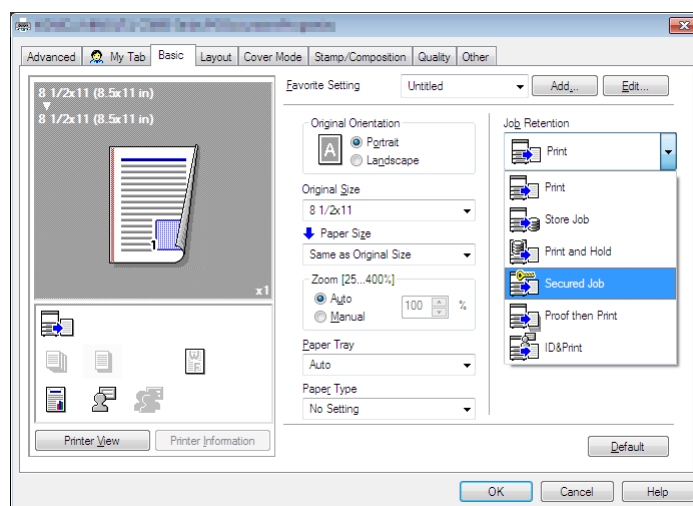 Advanced
My Tab
Basic
Layout
Cover Mode
Stamp/Composition
Quality
Other
8 1/2x11 (8.5x11 in)
8 1/2x11 (8.5x11 in)
1
x1
Printer View
Printer Information
Favorite Setting
Untitled
Add...
Edit...
Original Orientation
A
Portrait
Landscape
Original Size
8 1/2x11
Paper Size
Same as Original Size
Zoom [25...400%]
Auto
Manual
100
%
Paper Tray
Auto
Paper Type
No Setting
Job Retention
Print
Print
Store Job
Print and Hold
Secured Job
Proof then Print
ID&Print
Default
OK
Cancel
Help